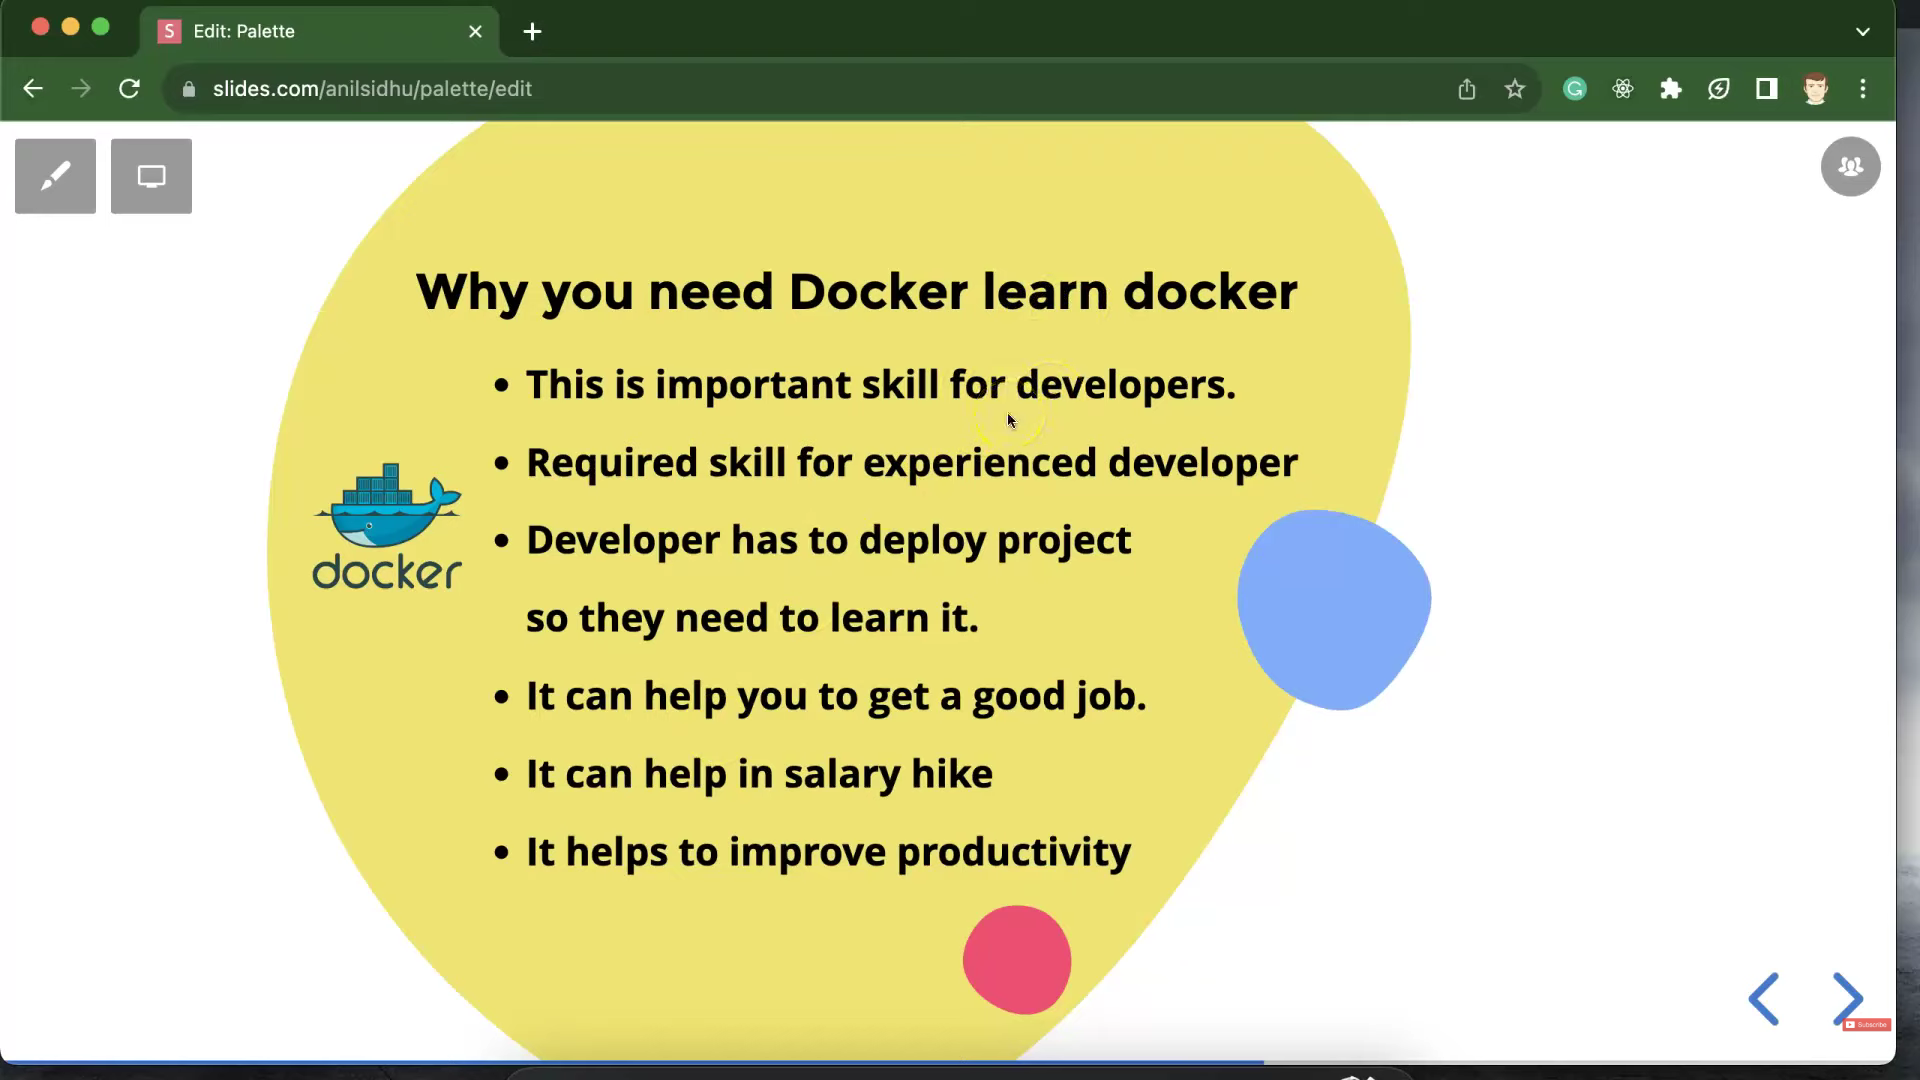 S Edit: Palette
slides.com/anilsidhu/palette/edit
Why you need Docker learn docker
• This is important skill for developers.
• Required skill for experienced developer
• Developer has to deploy project
so they need to learn it.
• It can help you to get a good job.
• It can help in salary hike
• It helps to improve productivity
docker
Subscribe